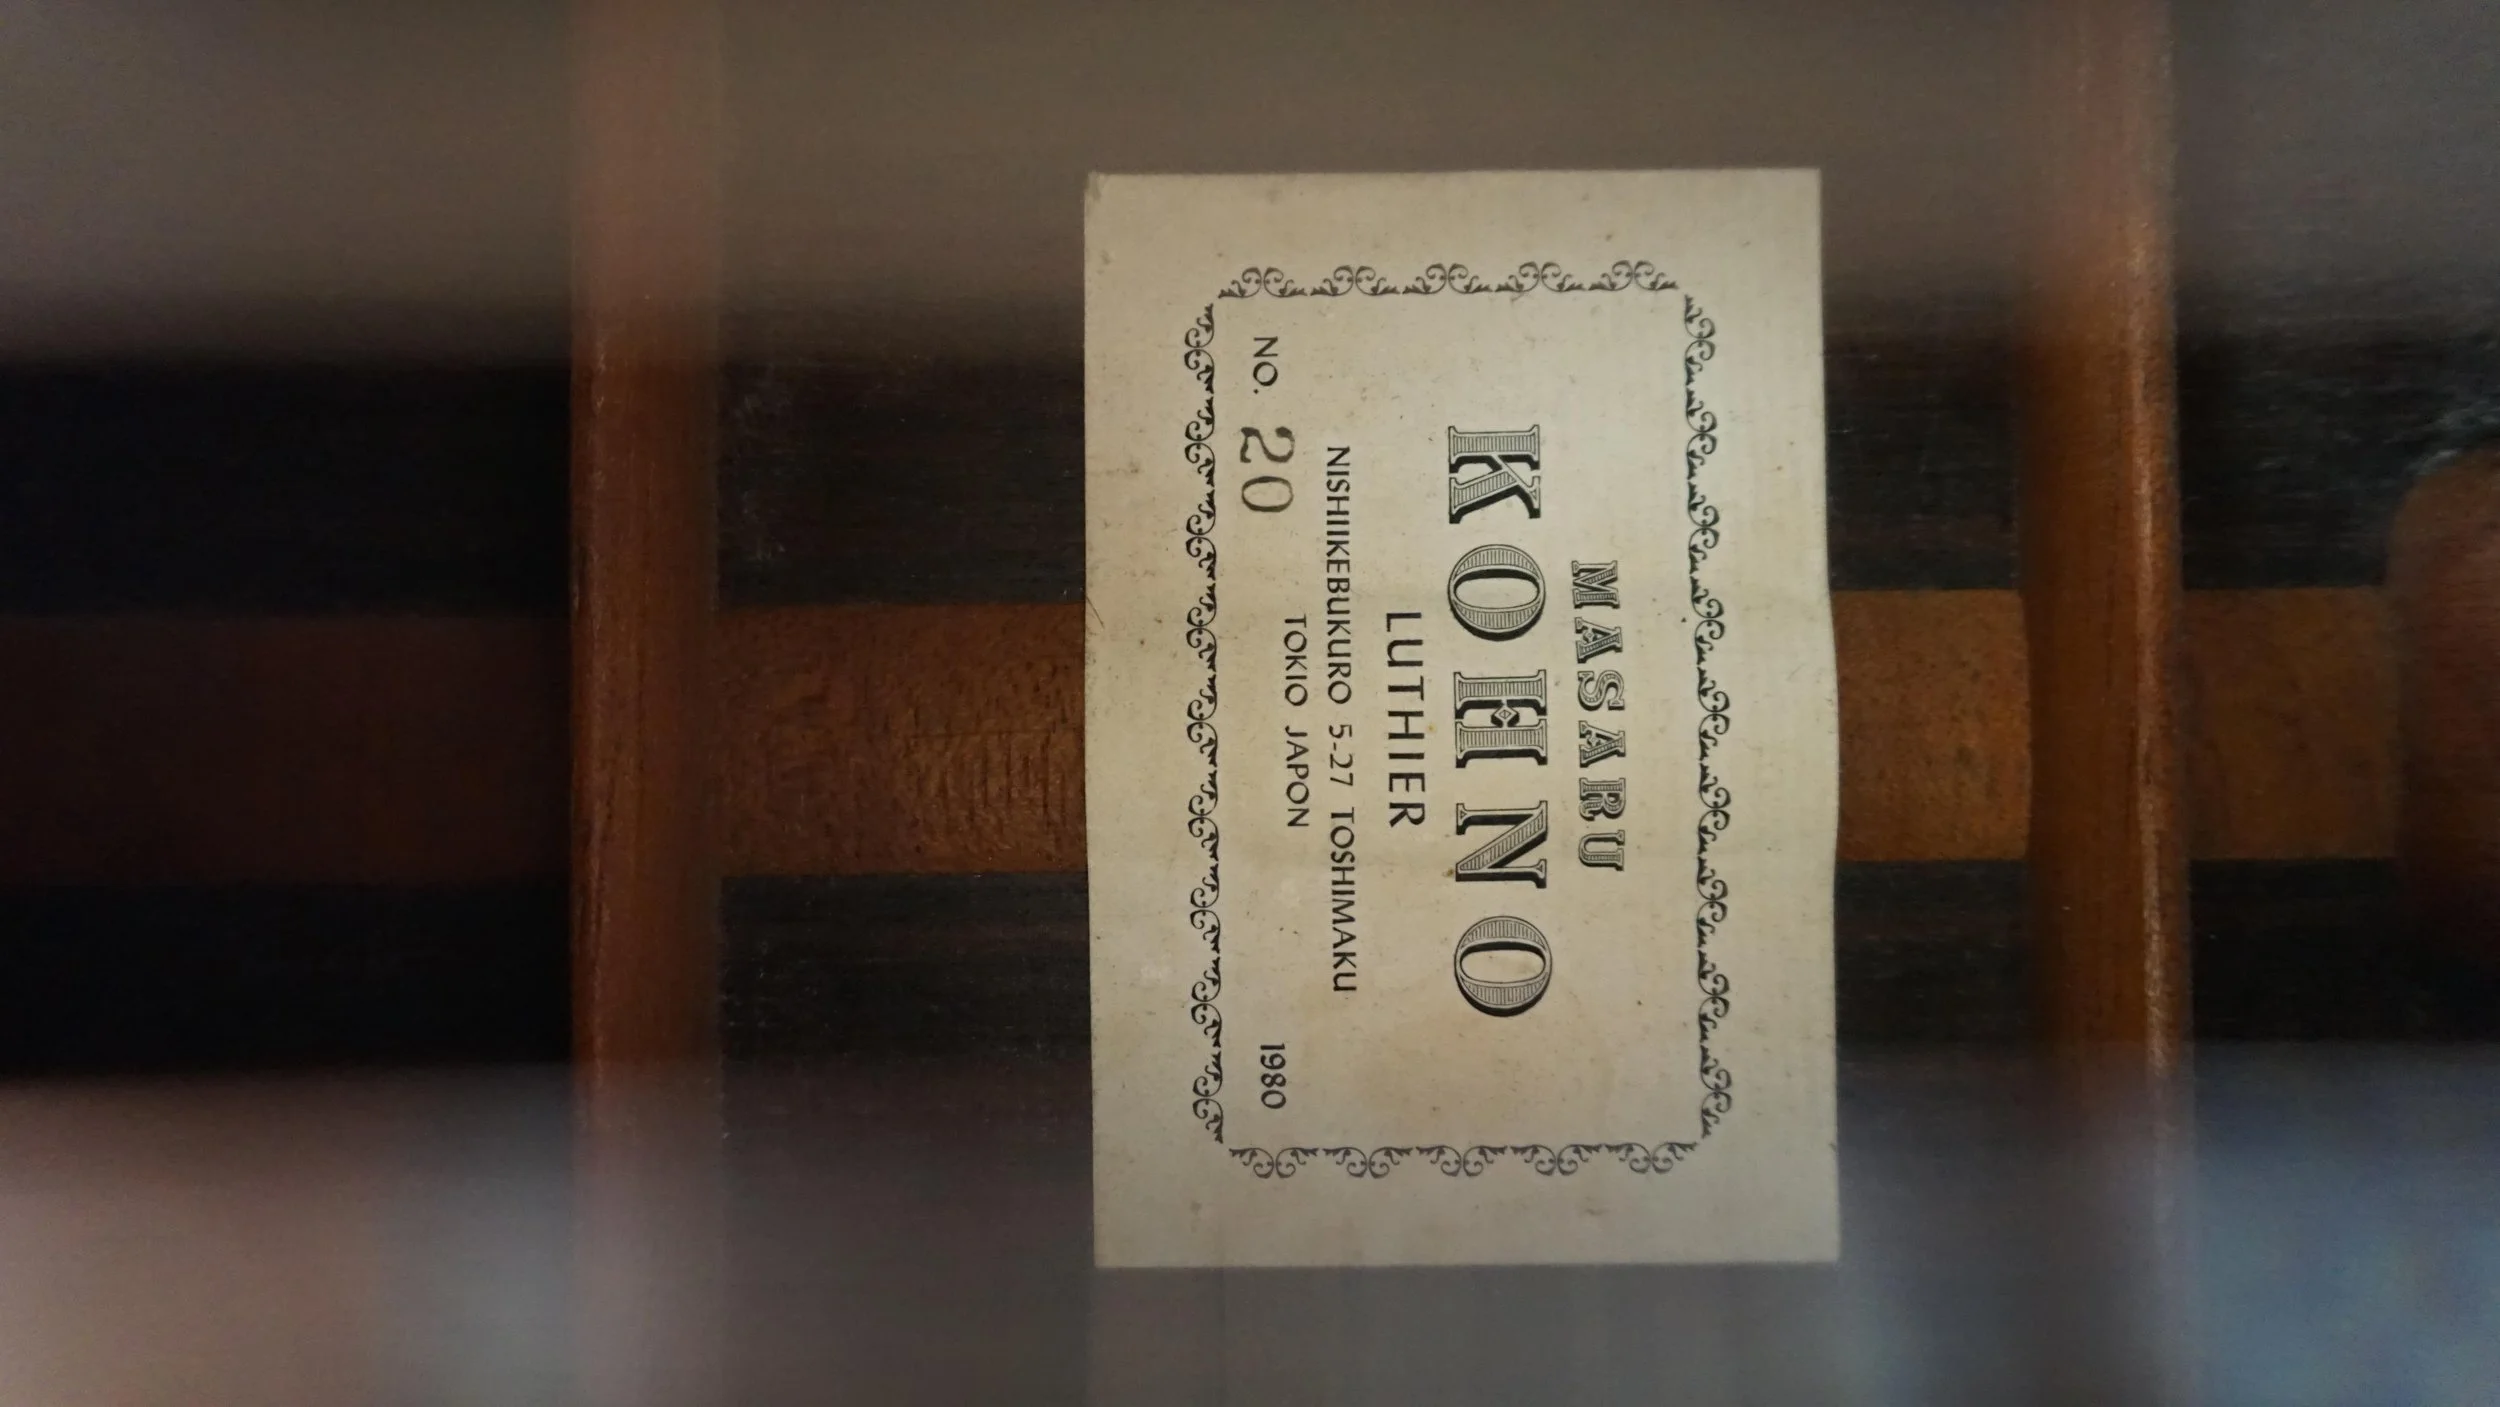 MASARU
KOHNO
LUTHIER
NISHIIKEBUKURO 5-27 TOSHIMAKU
TOKIO JAPON
NO. 20 1980